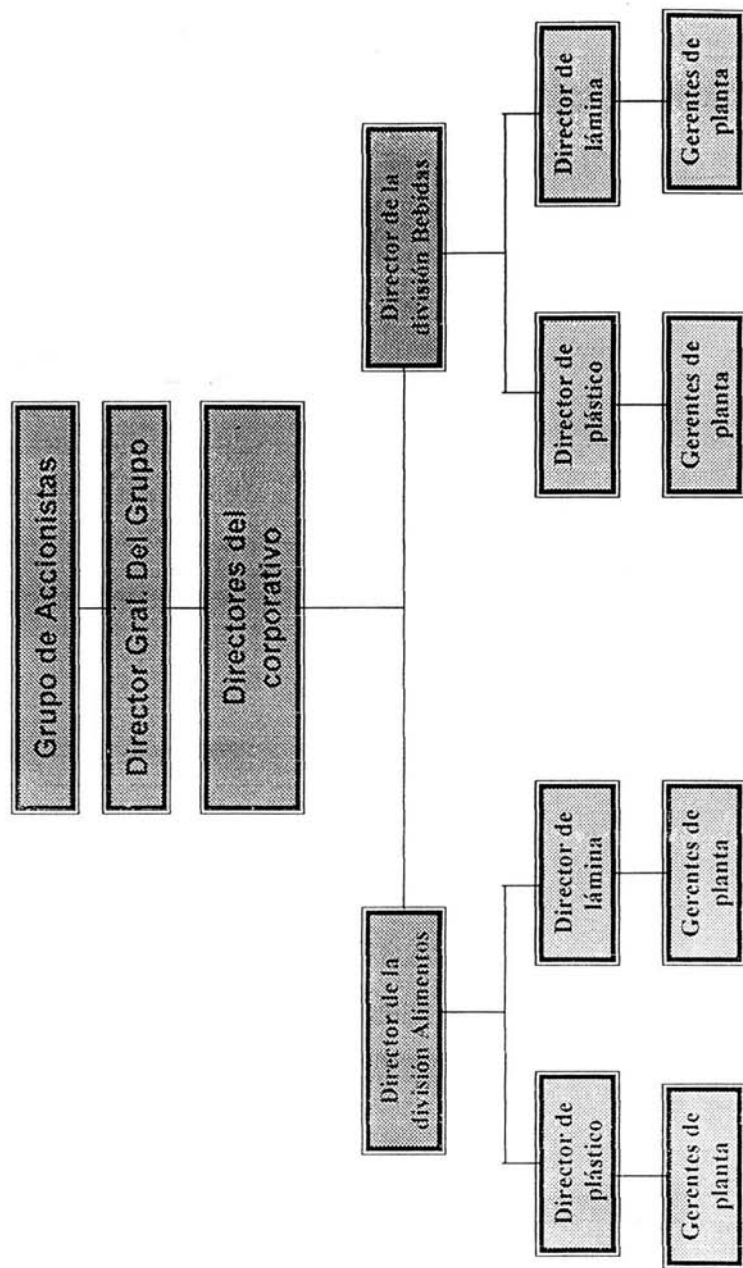 Grupo de Accionistas
Director Gral. Del Grupo
Directores del
corporativo
Director de la
división Alimentos
Director de la
división Bebidas
Director de
plástico
Director de
lámina
Director de
plástico
Director de
lámina
Gerentes de
planta
Gerentes de
planta
Gerentes de
planta
Gerentes de
planta